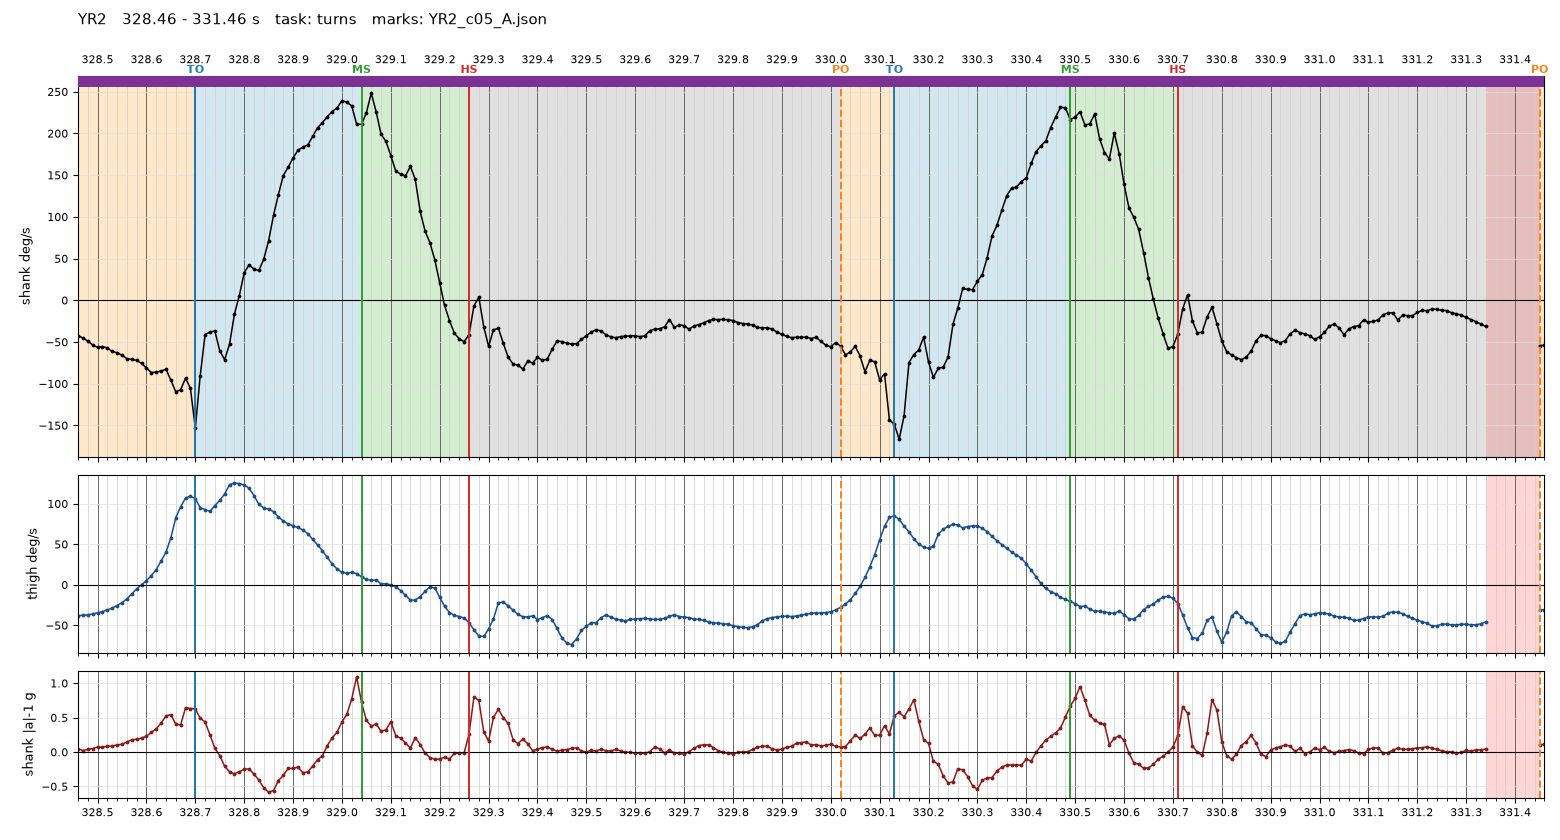 YR2 328.46 - 331.46 s task: turns marks: YR2_c05_A.json
328.5 328.6 328.7 328.8 328.9 329.0 329.1 329.2 329.3 329.4 329.5 329.6 329.7 329.8 329.9 330.0 330.1 330.2 330.3 330.4 330.5 330.6 330.7 330.8 330.9 331.0 331.1 331.2 331.3 331.4
TO MS HS PO TO MS HS PO
250
200
150
100
50
0
−50
−100
−150
shank deg/s
100
50
0
−50
thigh deg/s
1.0
0.5
0.0
−0.5
shank |a|-1 g
328.5 328.6 328.7 328.8 328.9 329.0 329.1 329.2 329.3 329.4 329.5 329.6 329.7 329.8 329.9 330.0 330.1 330.2 330.3 330.4 330.5 330.6 330.7 330.8 330.9 331.0 331.1 331.2 331.3 331.4